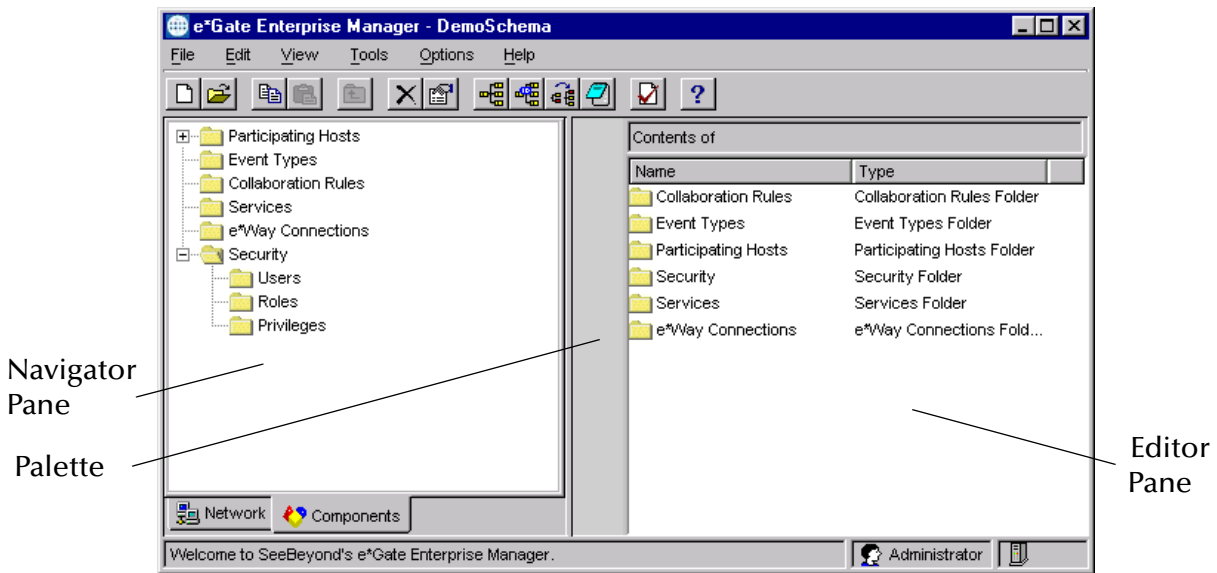 e*Gate Enterprise Manager - DemoSchema
File Edit View Tools Options Help
Participating Hosts
Event Types
Collaboration Rules
Services
e*Way Connections
Security
Users
Roles
Privileges
Contents of
Name Type
Collaboration Rules Collaboration Rules Folder
Event Types Event Types Folder
Participating Hosts Participating Hosts Folder
Security Security Folder
Services Services Folder
e*Way Connections e*Way Connections Fold...
Navigator
Pane
Palette
Editor
Pane
Network Components
Welcome to SeeBeyond's e*Gate Enterprise Manager. Administrator